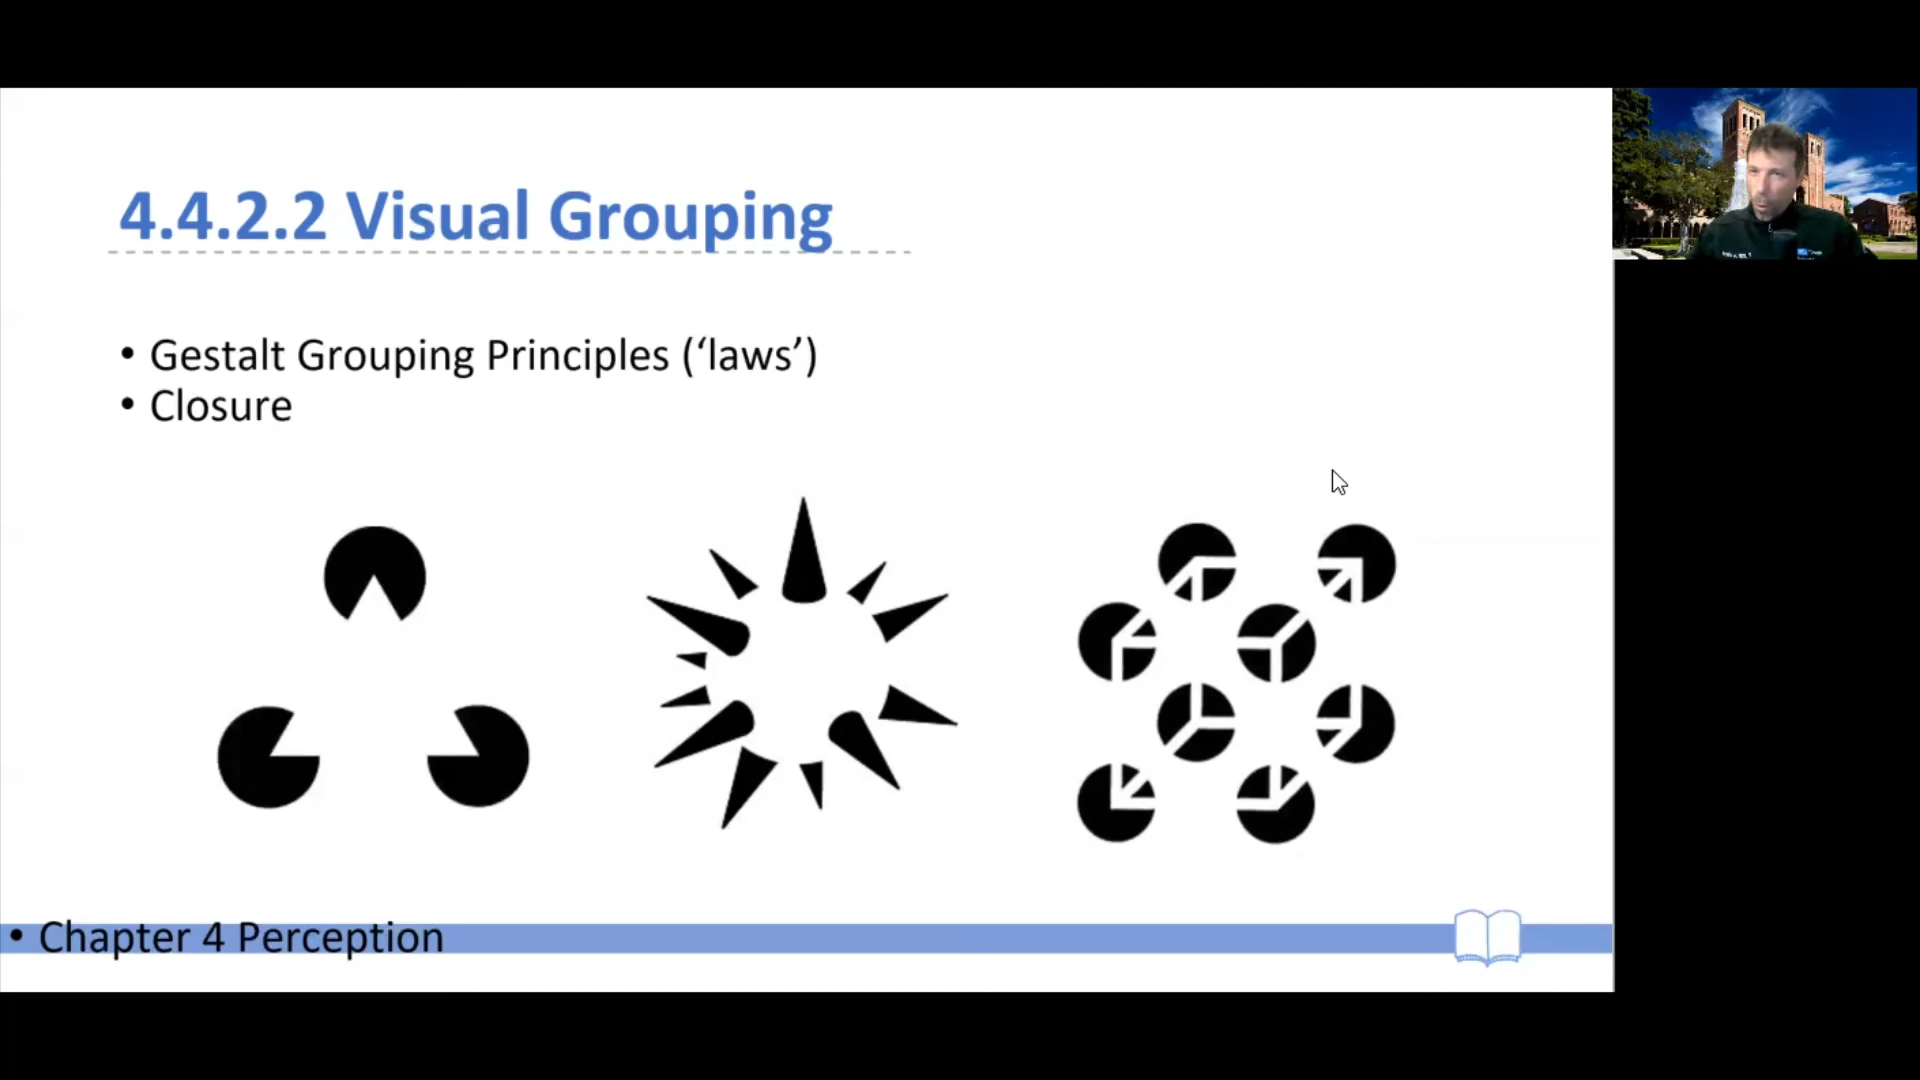 4.4.2.2 Visual Grouping
• Gestalt Grouping Principles (‘laws’)
• Closure
• Chapter 4 Perception